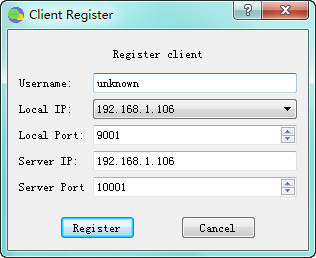 Client Register
Register client
Username: unknown
Local IP: 192.168.1.106
Local Port: 9001
Server IP: 192.168.1.106
Server Port 10001
Register Cancel